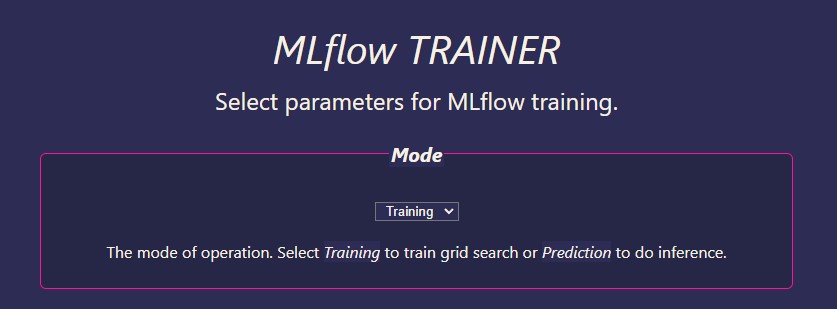 MLflow TRAINER
Select parameters for MLflow training.
Mode
Training
The mode of operation. Select Training to train grid search or Prediction to do inference.